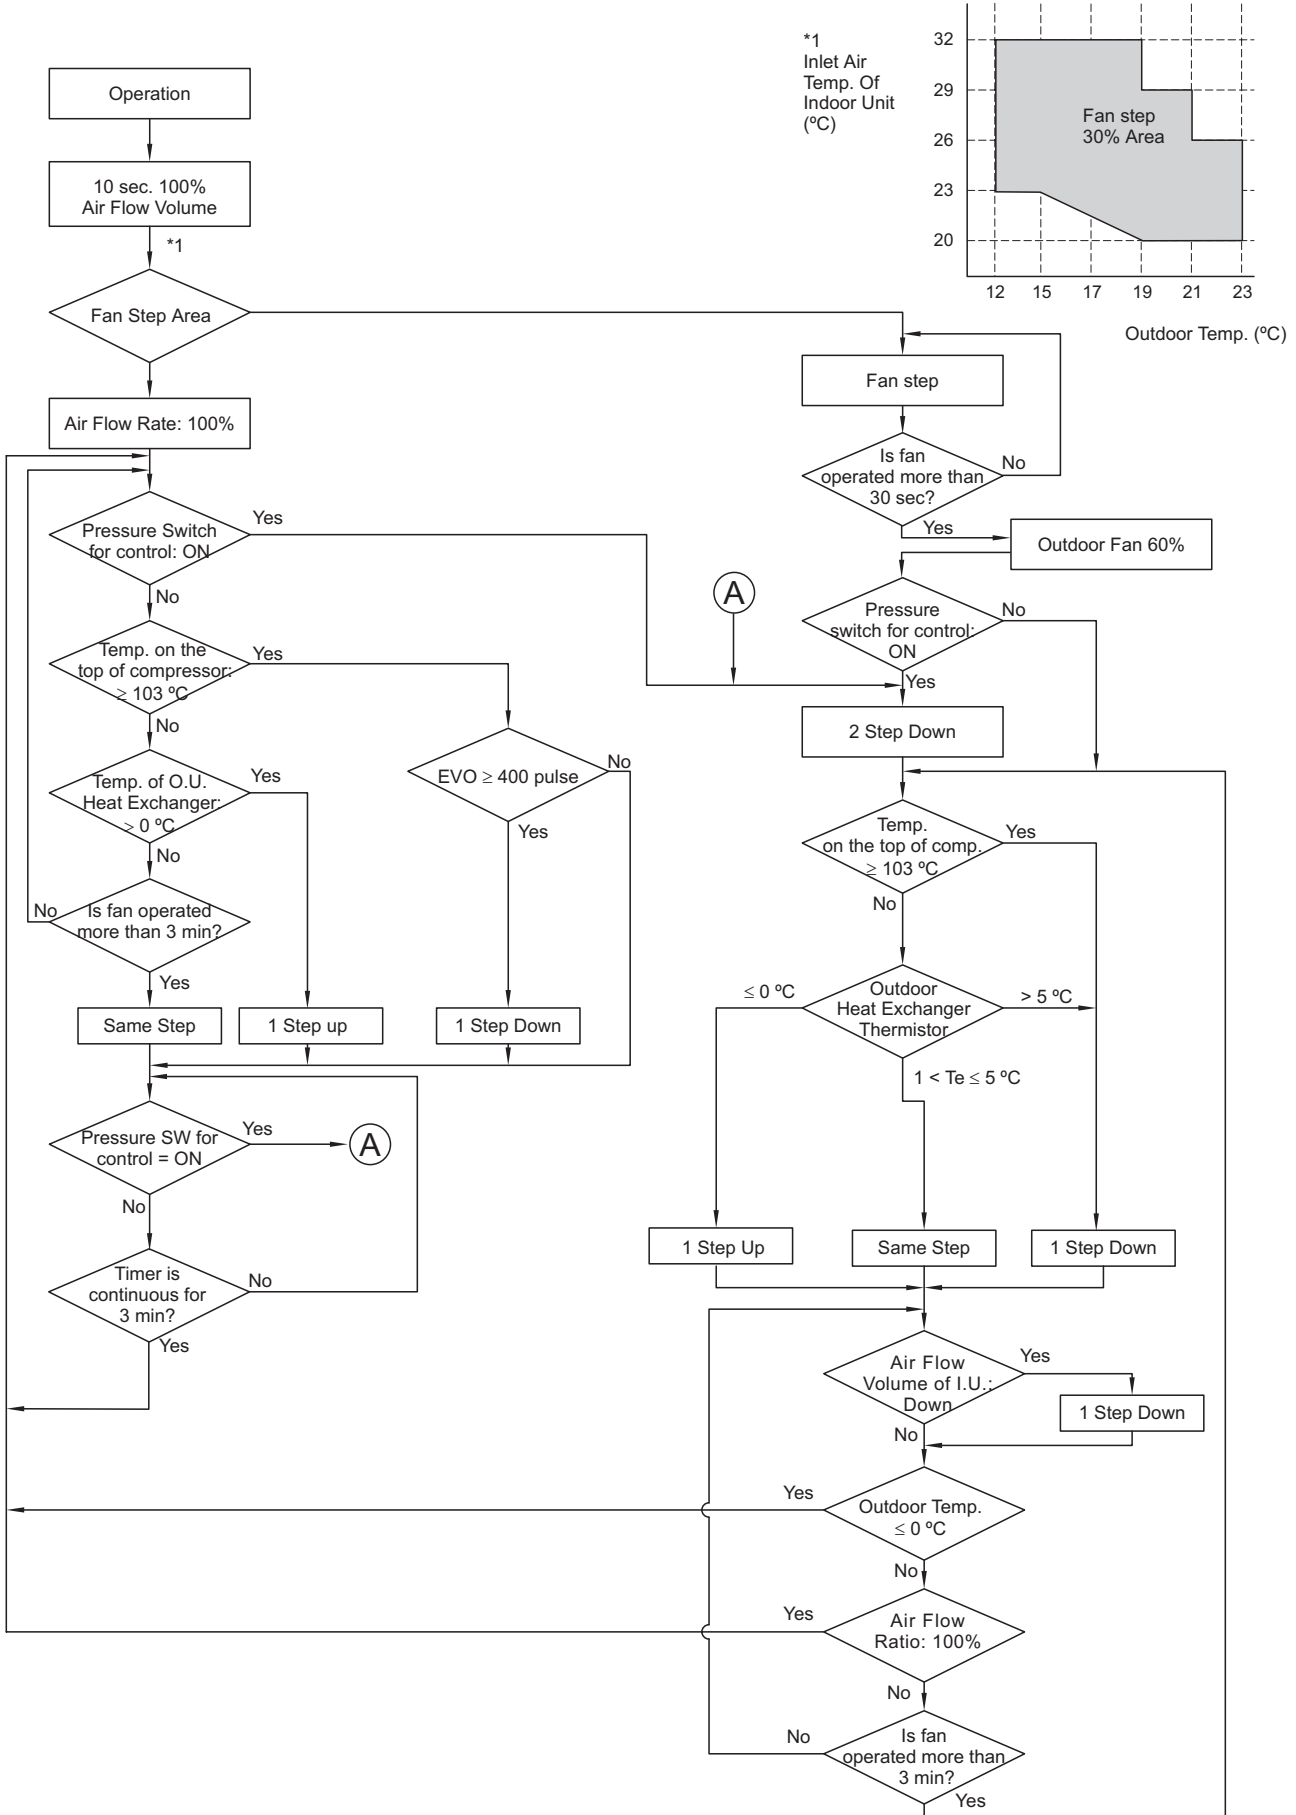 *1
Inlet Air
Temp. Of
Indoor Unit
(ºC)
32
29
26
23
20
Fan step
30% Area
12 15 17 19 21 23
Outdoor Temp. (ºC)
Operation
10 sec. 100%
Air Flow Volume
*1
Fan Step Area
Air Flow Rate: 100%
Pressure Switch
for control: ON
Yes
No
Temp. on the
top of compressor:
≥ 103 ºC
Yes
No
Temp. of O.U.
Heat Exchanger:
> 0 ºC
Yes
No
Is fan operated
more than 3 min?
No
Yes
EVO ≥ 400 pulse
No
Yes
Same Step
1 Step up
1 Step Down
Pressure SW for
control = ON
Yes
A
No
Timer is
continuous for
3 min?
No
Yes
Fan step
Is fan
operated more than
30 sec?
No
Yes
Outdoor Fan 60%
Pressure
switch for control:
ON
No
Yes
A
2 Step Down
Temp.
on the top of comp.
≥ 103 ºC
Yes
No
Outdoor
Heat Exchanger
Thermistor
≤ 0 ºC
> 5 ºC
1 < Te ≤ 5 ºC
1 Step Up
Same Step
1 Step Down
Air Flow
Volume of I.U.:
Down
Yes
1 Step Down
No
Outdoor Temp.
≤ 0 ºC
Yes
No
Air Flow
Ratio: 100%
Yes
No
Is fan
operated more than
3 min?
No
Yes